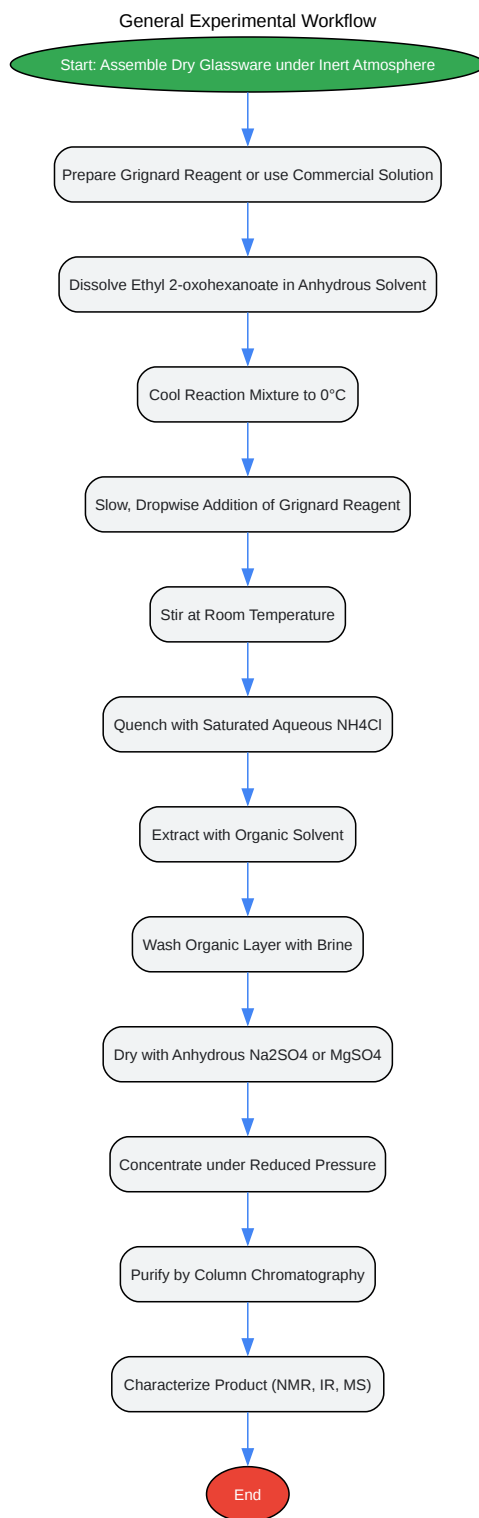 General Experimental Workflow
Start: Assemble Dry Glassware under Inert Atmosphere
Prepare Grignard Reagent or use Commercial Solution
Dissolve Ethyl 2-oxohexanoate in Anhydrous Solvent
Cool Reaction Mixture to 0°C
Slow, Dropwise Addition of Grignard Reagent
Stir at Room Temperature
Quench with Saturated Aqueous NH4Cl
Extract with Organic Solvent
Wash Organic Layer with Brine
Dry with Anhydrous Na2SO4 or MgSO4
Concentrate under Reduced Pressure
Purify by Column Chromatography
Characterize Product (NMR, IR, MS)
End